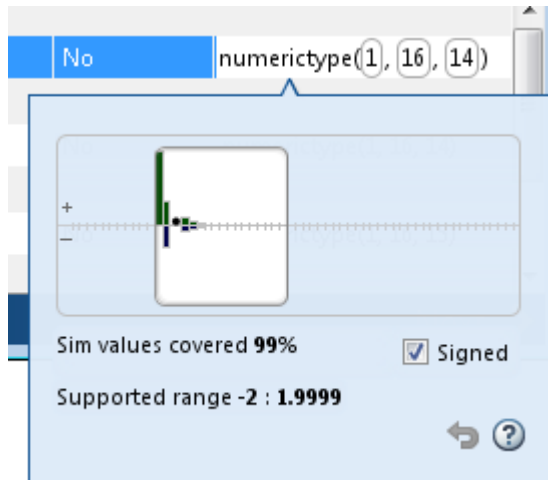 No
numerictype(1, 16, 14)
+
–
Sim values covered 99%
Signed
Supported range -2 : 1.9999
?